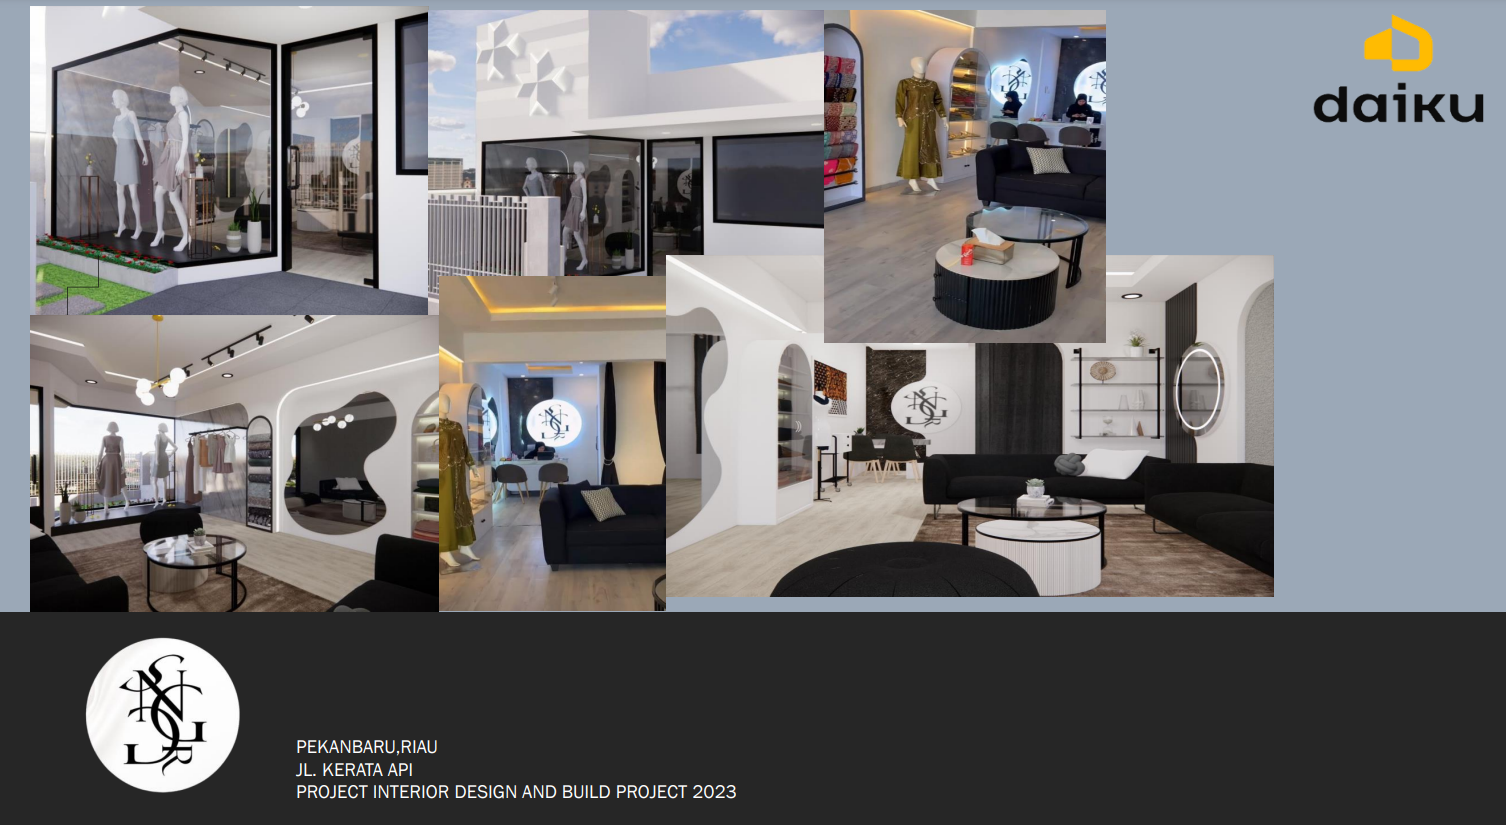 daiku
PEKANBARU,RIAU
JL. KERATA API
PROJECT INTERIOR DESIGN AND BUILD PROJECT 2023